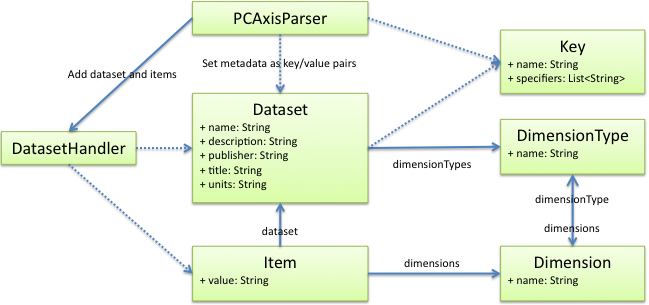 PCAxisParser
Key
+ name: String
+ specifiers: List<String>
Add dataset and items
Set metadata as key/value pairs
Dataset
+ name: String
+ description: String
+ publisher: String
+ title: String
+ units: String
DatasetHandler
DimensionType
+ name: String
dimensionTypes
dimensionType
dimensions
dataset
Item
+ value: String
dimensions
Dimension
+ name: String